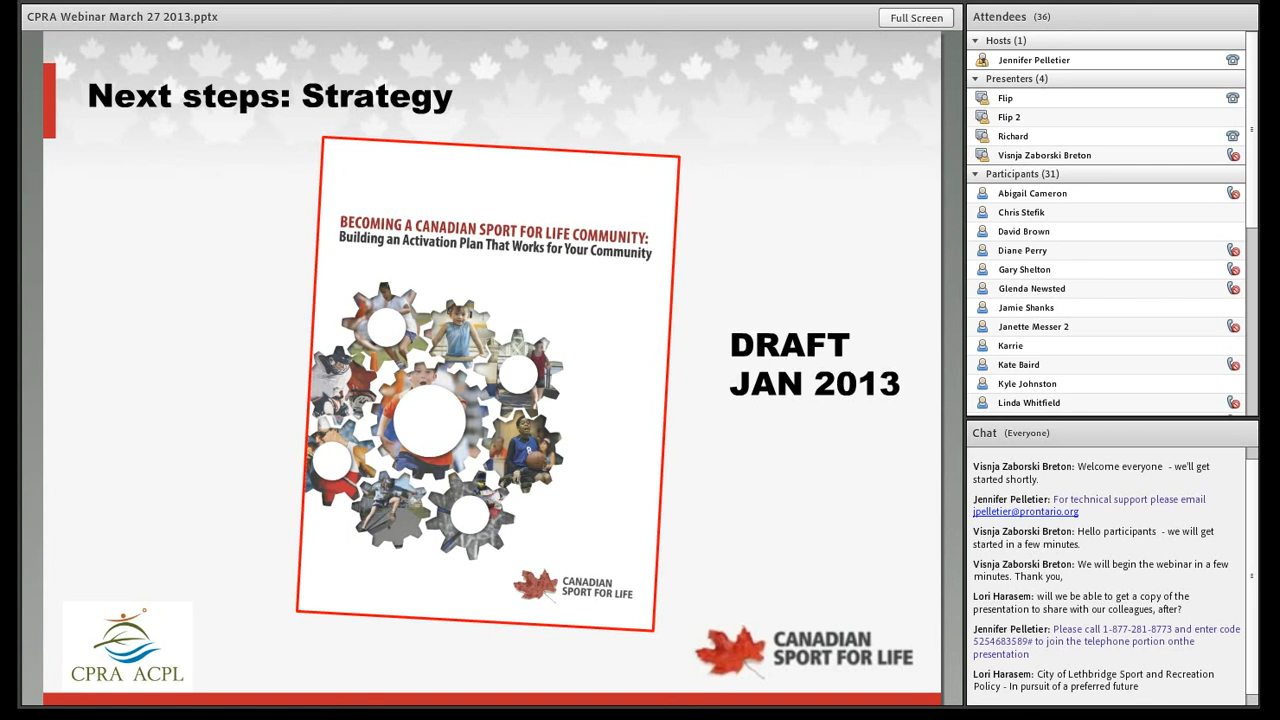 CPRA Webinar March 27 2013.pptx
Full Screen
Next steps: Strategy
BECOMING A CANADIAN SPORT FOR LIFE COMMUNITY:
Building an Activation Plan That Works for Your Community
DRAFT
JAN 2013
CANADIAN
SPORT FOR LIFE
CPRA ACPL
CANADIAN
SPORT FOR LIFE
Attendees (36)
Hosts (1)
Jennifer Pelletier
Presenters (4)
Flip
Flip 2
Richard
Visnja Zaborski Breton
Participants (31)
Abigail Cameron
Chris Stefik
David Brown
Diane Perry
Gary Shelton
Glenda Newsted
Jamie Shanks
Janette Messer 2
Karrie
Kate Baird
Kyle Johnston
Linda Whitfield
Chat (Everyone)
Visnja Zaborski Breton: Welcome everyone - we'll get
started shortly.
Jennifer Pelletier: For technical support please email
jpelletier@prontario.org
Visnja Zaborski Breton: Hello participants - we will get
started in a few minutes.
Visnja Zaborski Breton: We will begin the webinar in a few
minutes. Thank you,
Lori Harasem: will we be able to get a copy of the
presentation to share with our colleagues, after?
Jennifer Pelletier: Please call 1-877-281-8773 and enter code
5254683589# to join the telephone portion onthe
presentation
Lori Harasem: City of Lethbridge Sport and Recreation
Policy - In pursuit of a preferred future